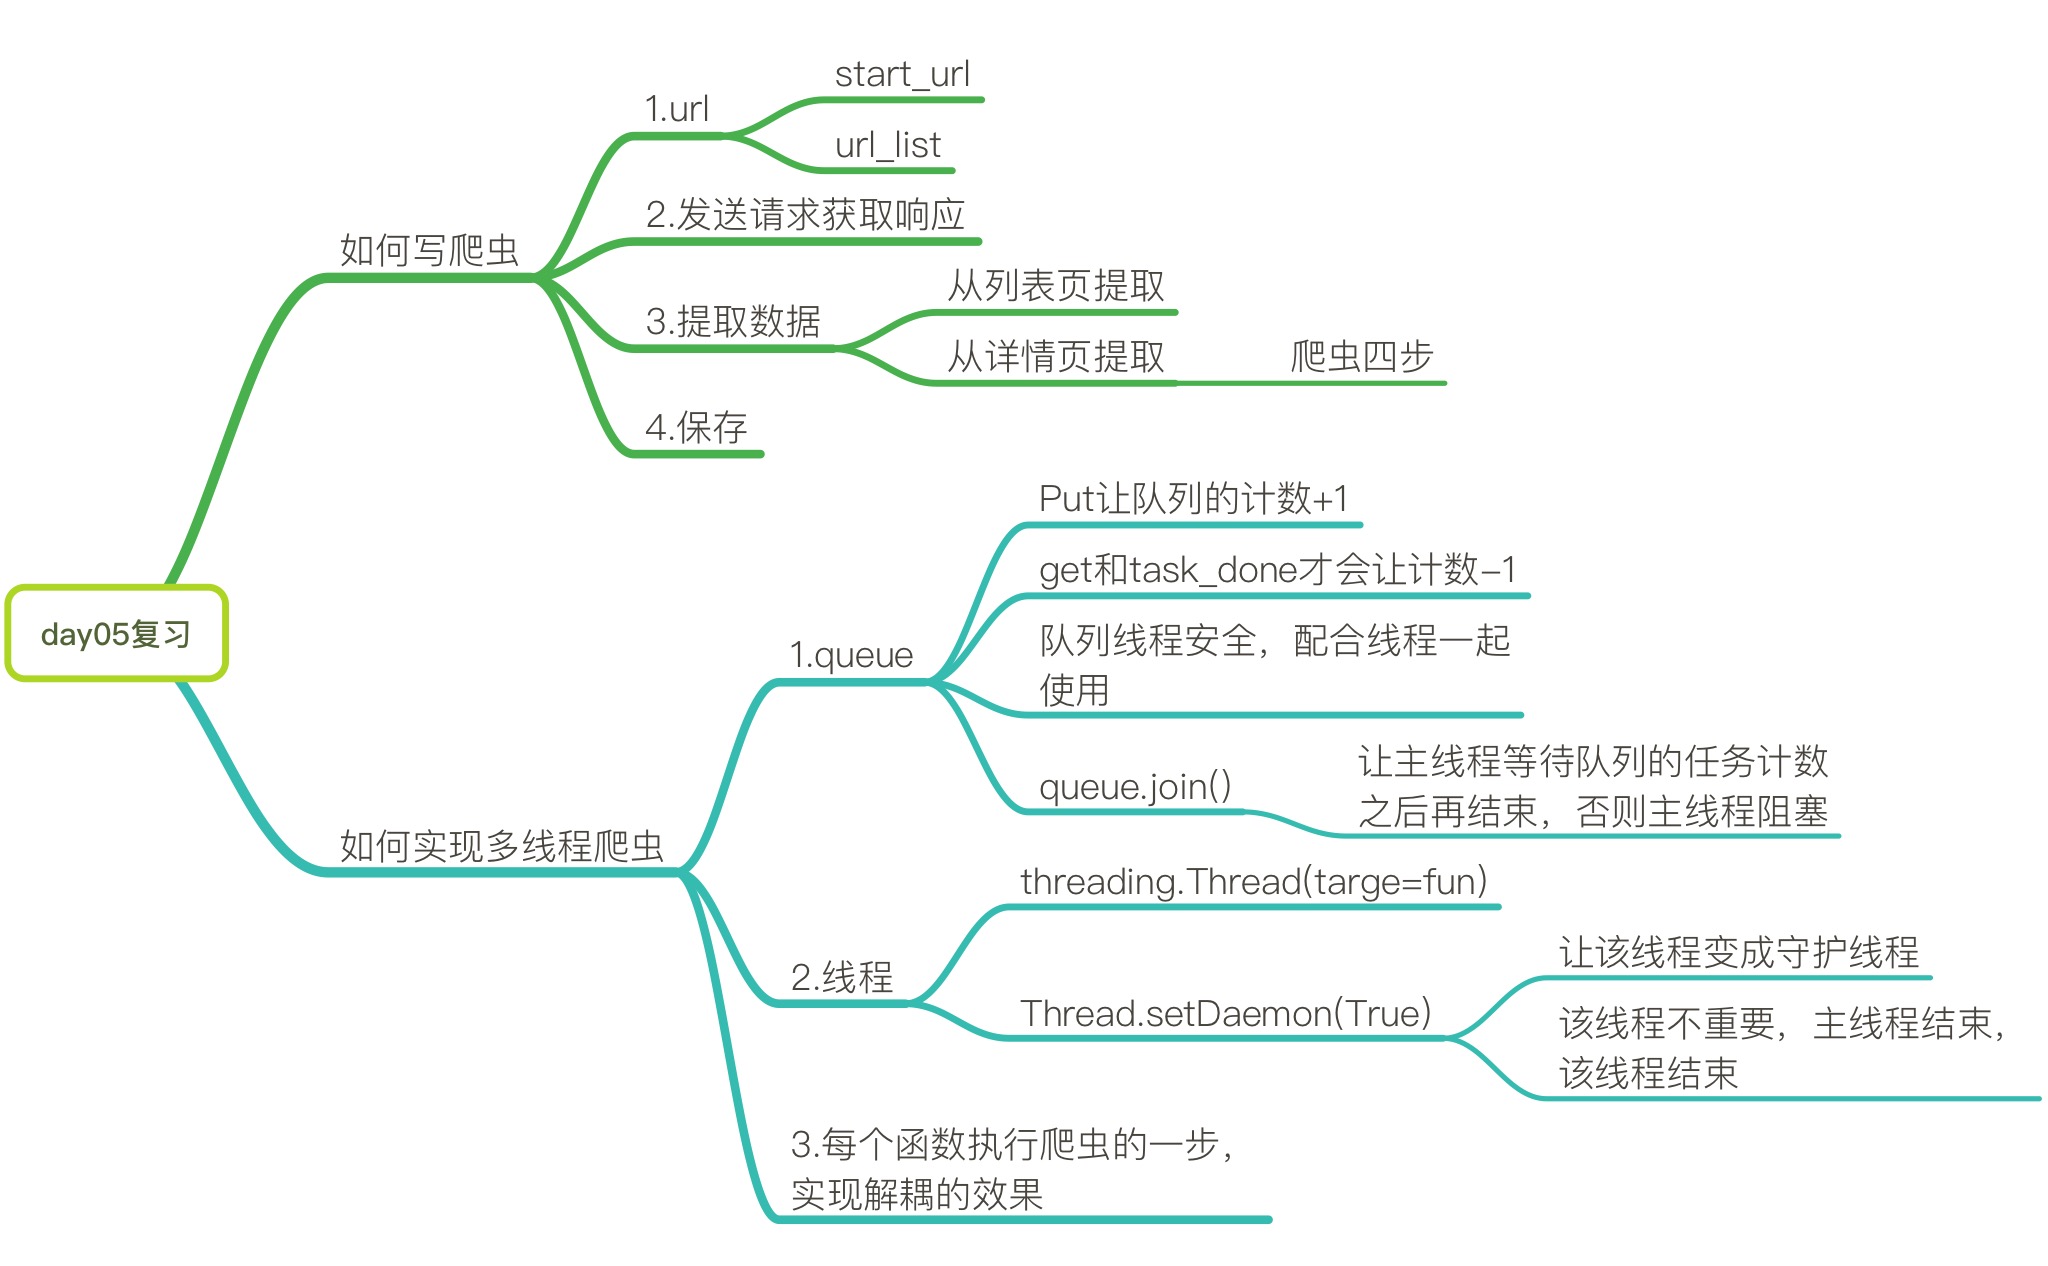 day05复习
如何写爬虫
1.url
start_url
url_list
2.发送请求获取响应
3.提取数据
从列表页提取
从详情页提取
爬虫四步
4.保存
如何实现多线程爬虫
1.queue
Put让队列的计数+1
get和task_done才会让计数-1
队列线程安全，配合线程一起
使用
queue.join()
让主线程等待队列的任务计数
之后再结束，否则主线程阻塞
2.线程
threading.Thread(targe=fun)
Thread.setDaemon(True)
让该线程变成守护线程
该线程不重要，主线程结束，
该线程结束
3.每个函数执行爬虫的一步，
实现解耦的效果